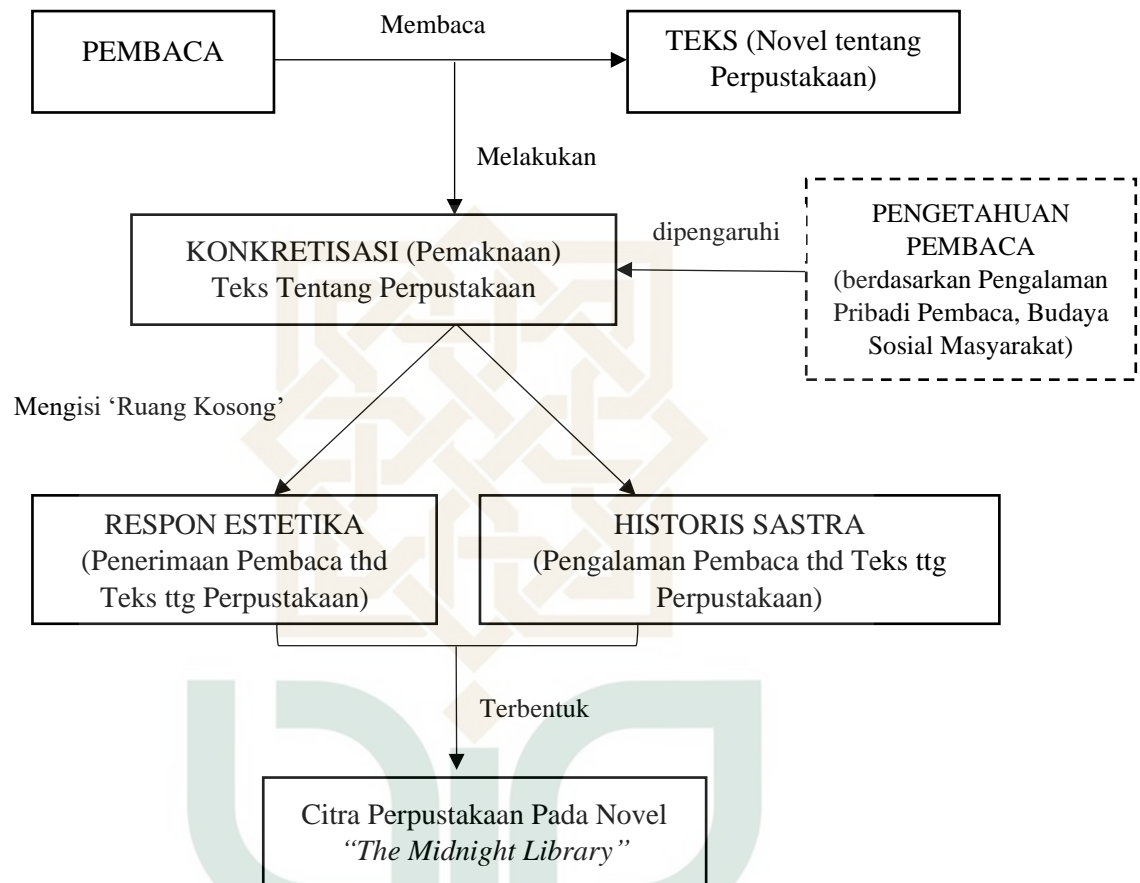 PEMBACA
Membaca
TEKS (Novel tentang
Perpustakaan)
Melakukan
KONKRETISASI (Pemaknaan)
Teks Tentang Perpustakaan
dipengaruhi
PENGETAHUAN
PEMBACA
(berdasarkan Pengalaman
Pribadi Pembaca, Budaya
Sosial Masyarakat)
Mengisi ‘Ruang Kosong’
RESPON ESTETIKA
(Penerimaan Pembaca thd
Teks ttg Perpustakaan)
HISTORIS SASTRA
(Pengalaman Pembaca thd Teks ttg
Perpustakaan)
Terbentuk
Citra Perpustakaan Pada Novel
“The Midnight Library”